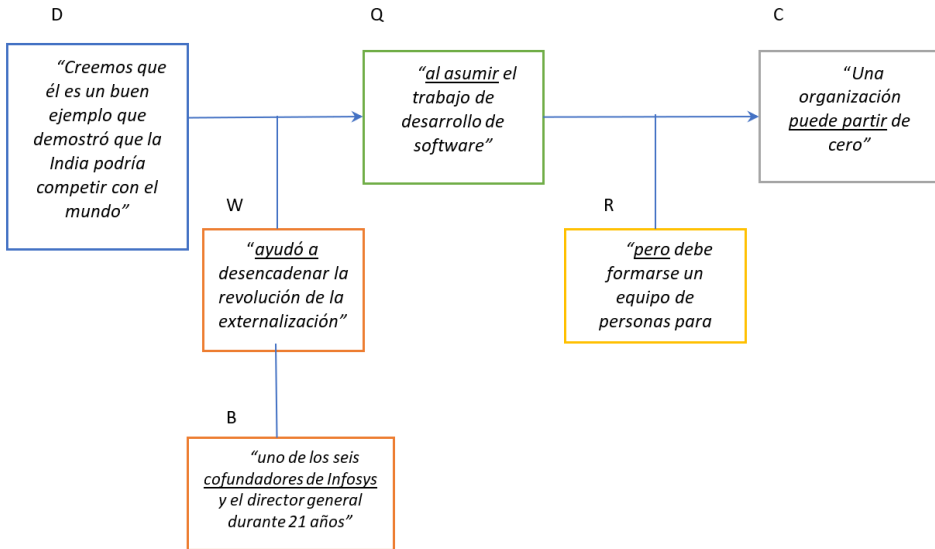 D
Q
C
“Creemos que
él es un buen
ejemplo que
demostró que la
India podría
competir con el
mundo”
“al asumir el
trabajo de
desarrollo de
software”
“Una
organización
puede partir de
cero”
W
R
“ayudó a
desencadenar la
revolución de la
externalización”
“pero debe
formarse un
equipo de
personas para
B
“uno de los seis
cofundadores de Infosys
y el director general
durante 21 años”